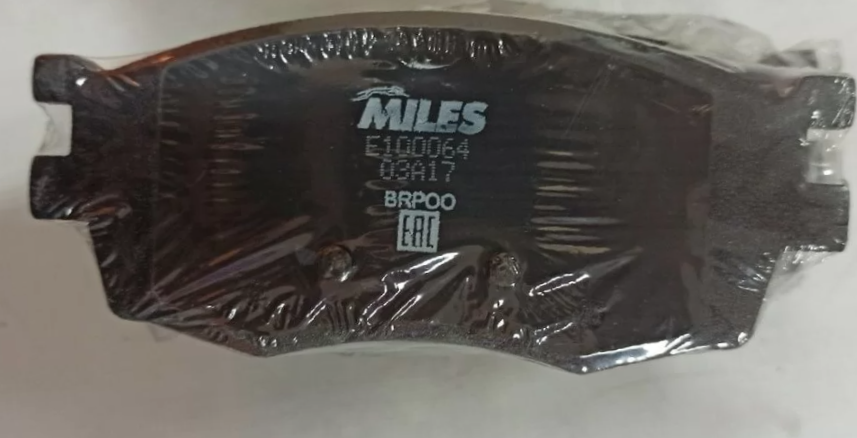 MILES
E100064
03A17
BRPOO
EAC